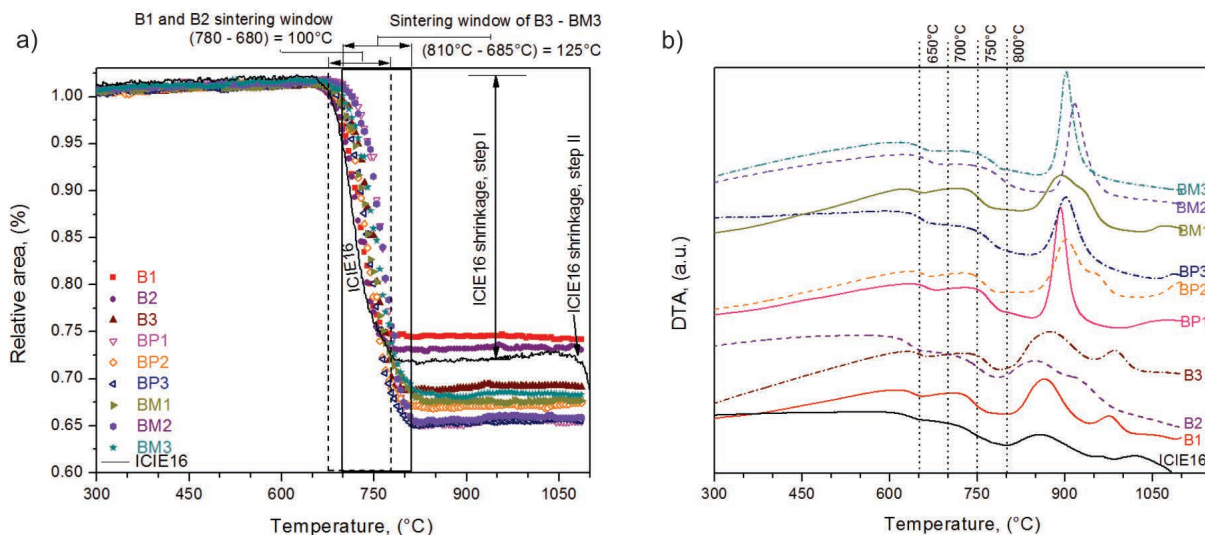 a)
B1 and B2 sintering window
(780 - 680) = 100°C
Sintering window of B3 - BM3
(810°C - 685°C) = 125°C
Relative area, (%)
1.00
0.95
0.90
0.85
0.80
0.75
0.70
0.65
0.60
B1
B2
B3
BP1
BP2
BP3
BM1
BM2
BM3
ICIE16
ICIE16
ICIE16 shrinkage, step I
ICIE16 shrinkage, step II
300 450 600 750 900 1050
Temperature, (°C)
b)
650°C
700°C
750°C
800°C
DTA, (a.u.)
BM3
BM2
BM1
BP3
BP2
BP1
B3
B2
B1
ICIE16
300 450 600 750 900 1050
Temperature, (°C)